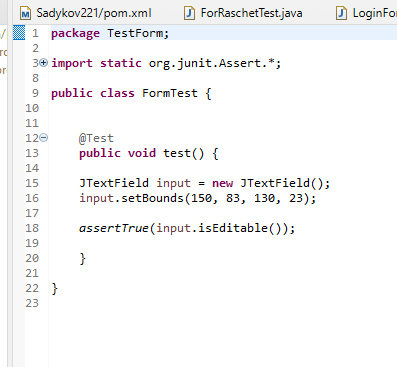 Sadykov221/pom.xml ForRaschetTest.java LoginFo
1 package TestForm;
2
3 import static org.junit.Assert.*;
8
9 public class FormTest {
10
11
12 @Test
13 public void test() {
14
15 JTextField input = new JTextField();
16 input.setBounds(150, 83, 130, 23);
17
18 assertTrue(input.isEditable());
19
20 }
21
22 }
23